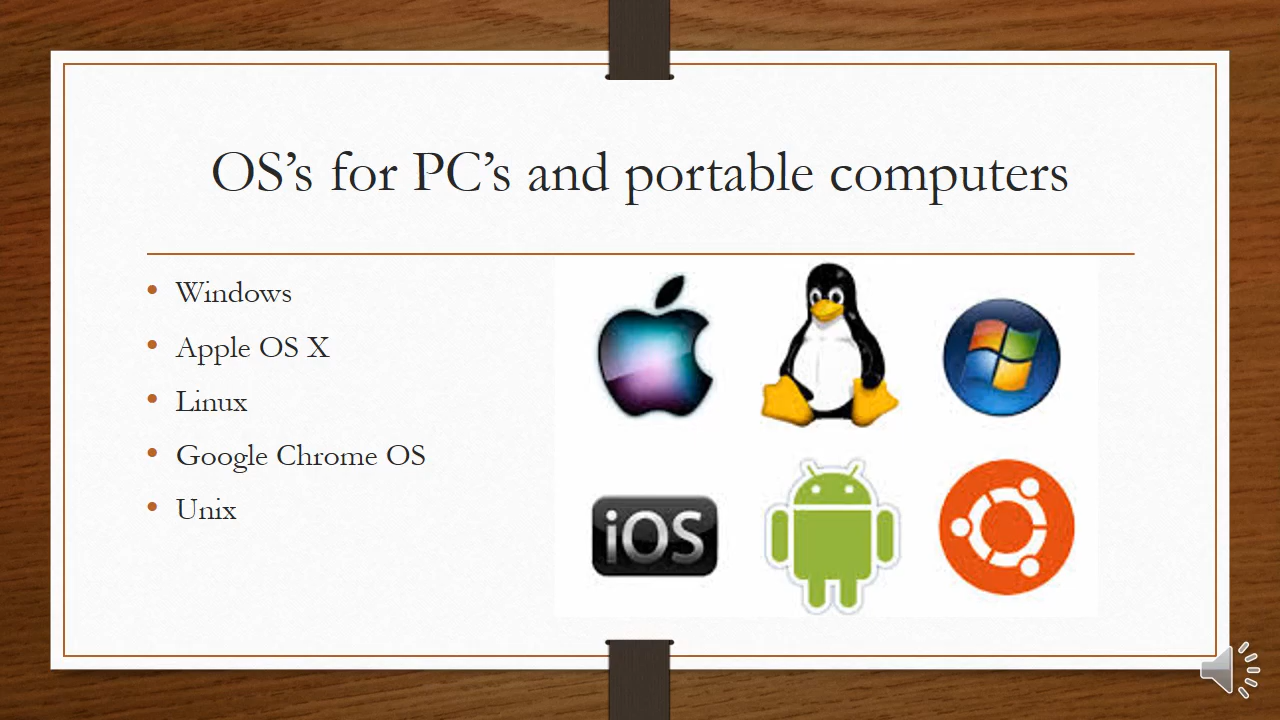 OS’s for PC’s and portable computers
• Windows
• Apple OS X
• Linux
• Google Chrome OS
• Unix
iOS